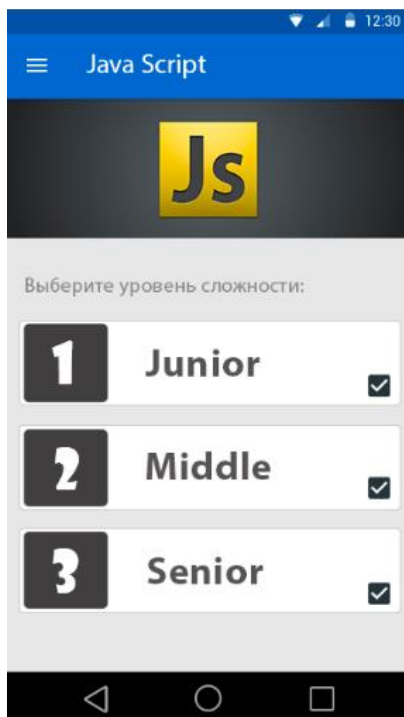 12:30
Java Script
Js
Выберите уровень сложности:
1 Junior
2 Middle
3 Senior